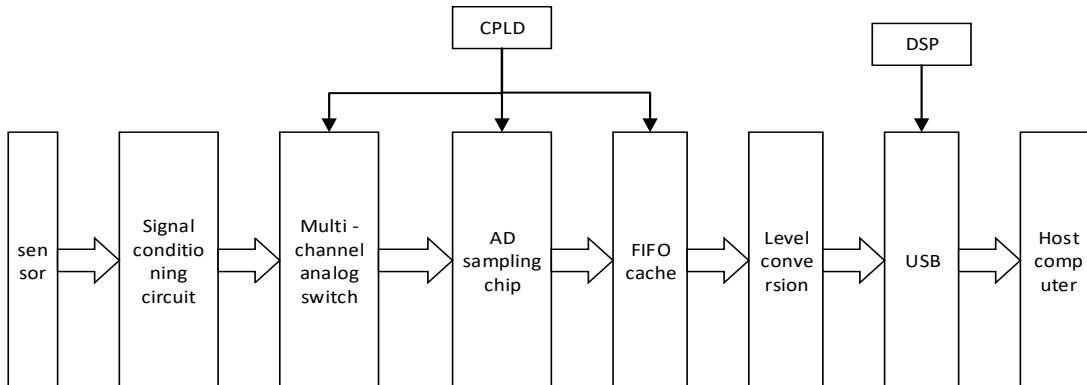 CPLD
DSP
sen
sor
Signal
conditio
ning
circuit
Multi -
channel
analog
switch
AD
sampling
chip
FIFO
cache
Level
conve
rsion
USB
Host
comp
uter